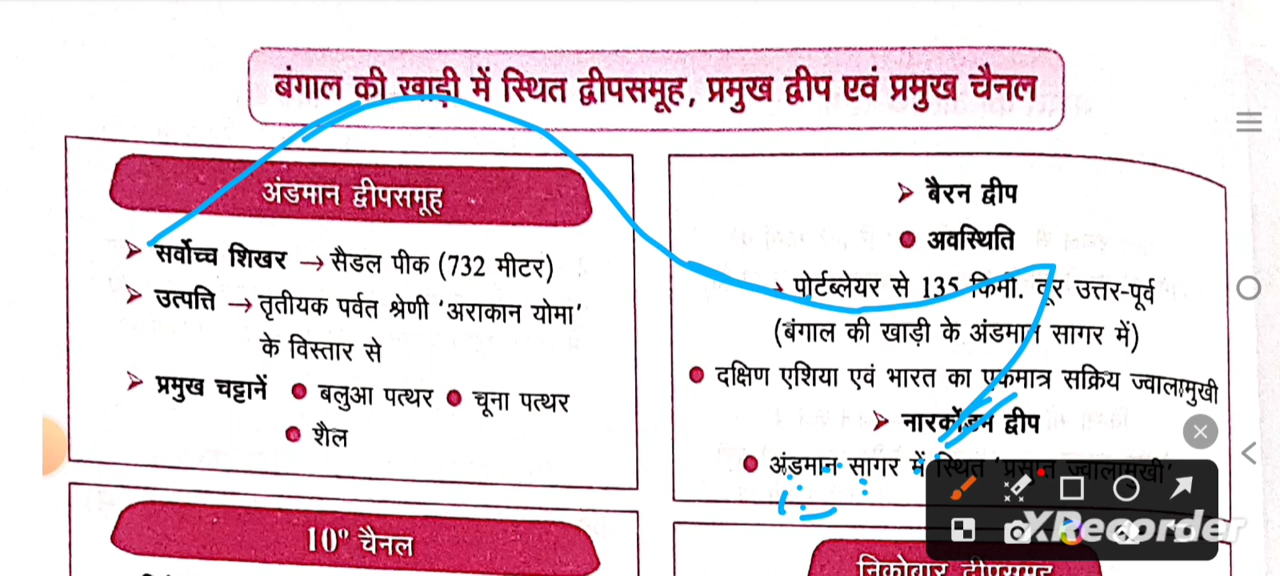 बंगाल की खाड़ी में स्थित द्वीपसमूह, प्रमुख द्वीप एवं प्रमुख चैनल
अंडमान द्वीपसमूह
➤ सर्वोच्च शिखर → सैडल पीक (732 मीटर)
➤ उत्पत्ति → तृतीयक पर्वत श्रेणी 'अराकान योमा'
के विस्तार से
➤ प्रमुख चट्टानें ● बलुआ पत्थर ● चूना पत्थर
● शैल
10° चैनल
➤ बैरन द्वीप
● अवस्थिति
→ पोर्टब्लेयर से 135 किमी. दूर उत्तर-पूर्व
(बंगाल की खाड़ी के अंडमान सागर में)
● दक्षिण एशिया एवं भारत का एकमात्र सक्रिय ज्वालामुखी
➤ नारकोंडम द्वीप
● अंडमान सागर में स्थित 'प्रसुप्त ज्वालामुखी'
निकोबार द्वीपसमूह
XRecorder